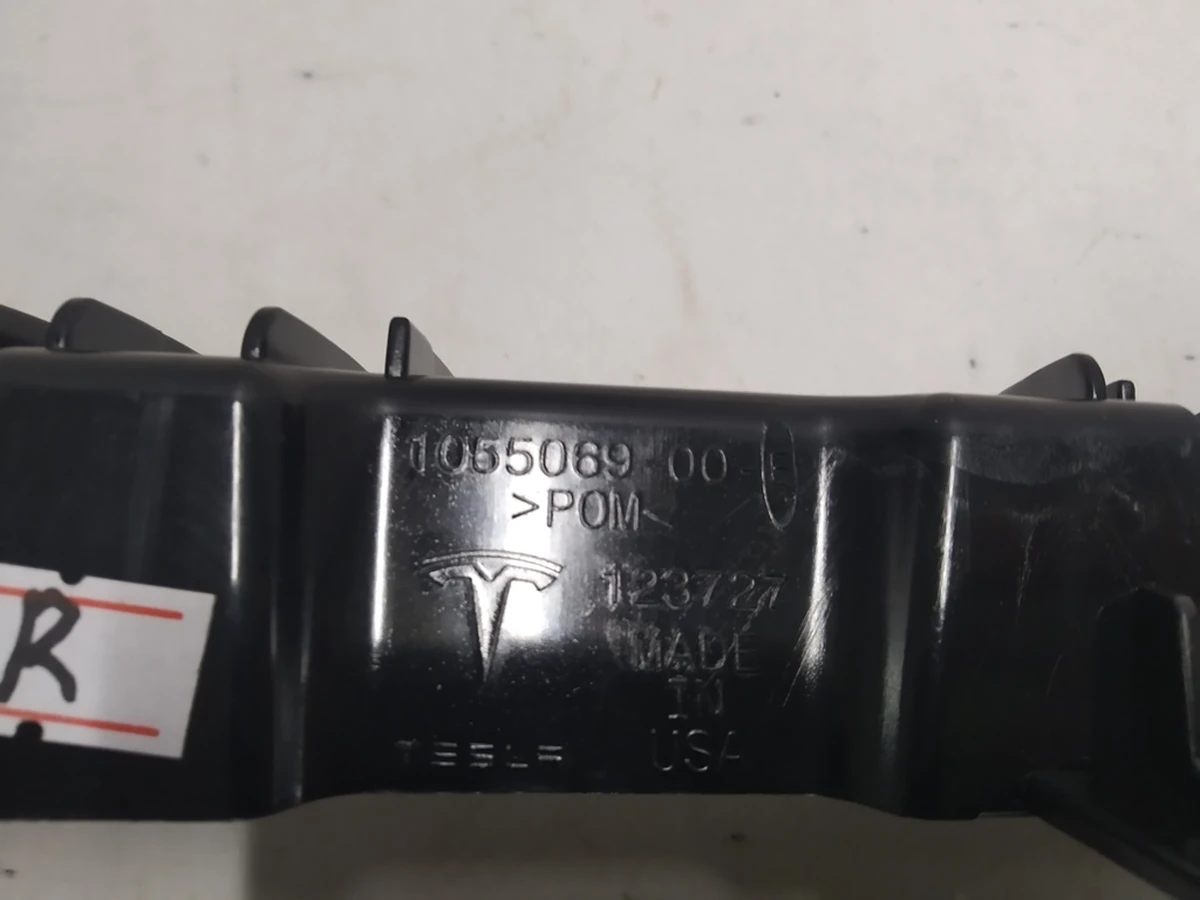 1055069-00-E
>POM<
123727
MADE
IN
USA
TESLA
R